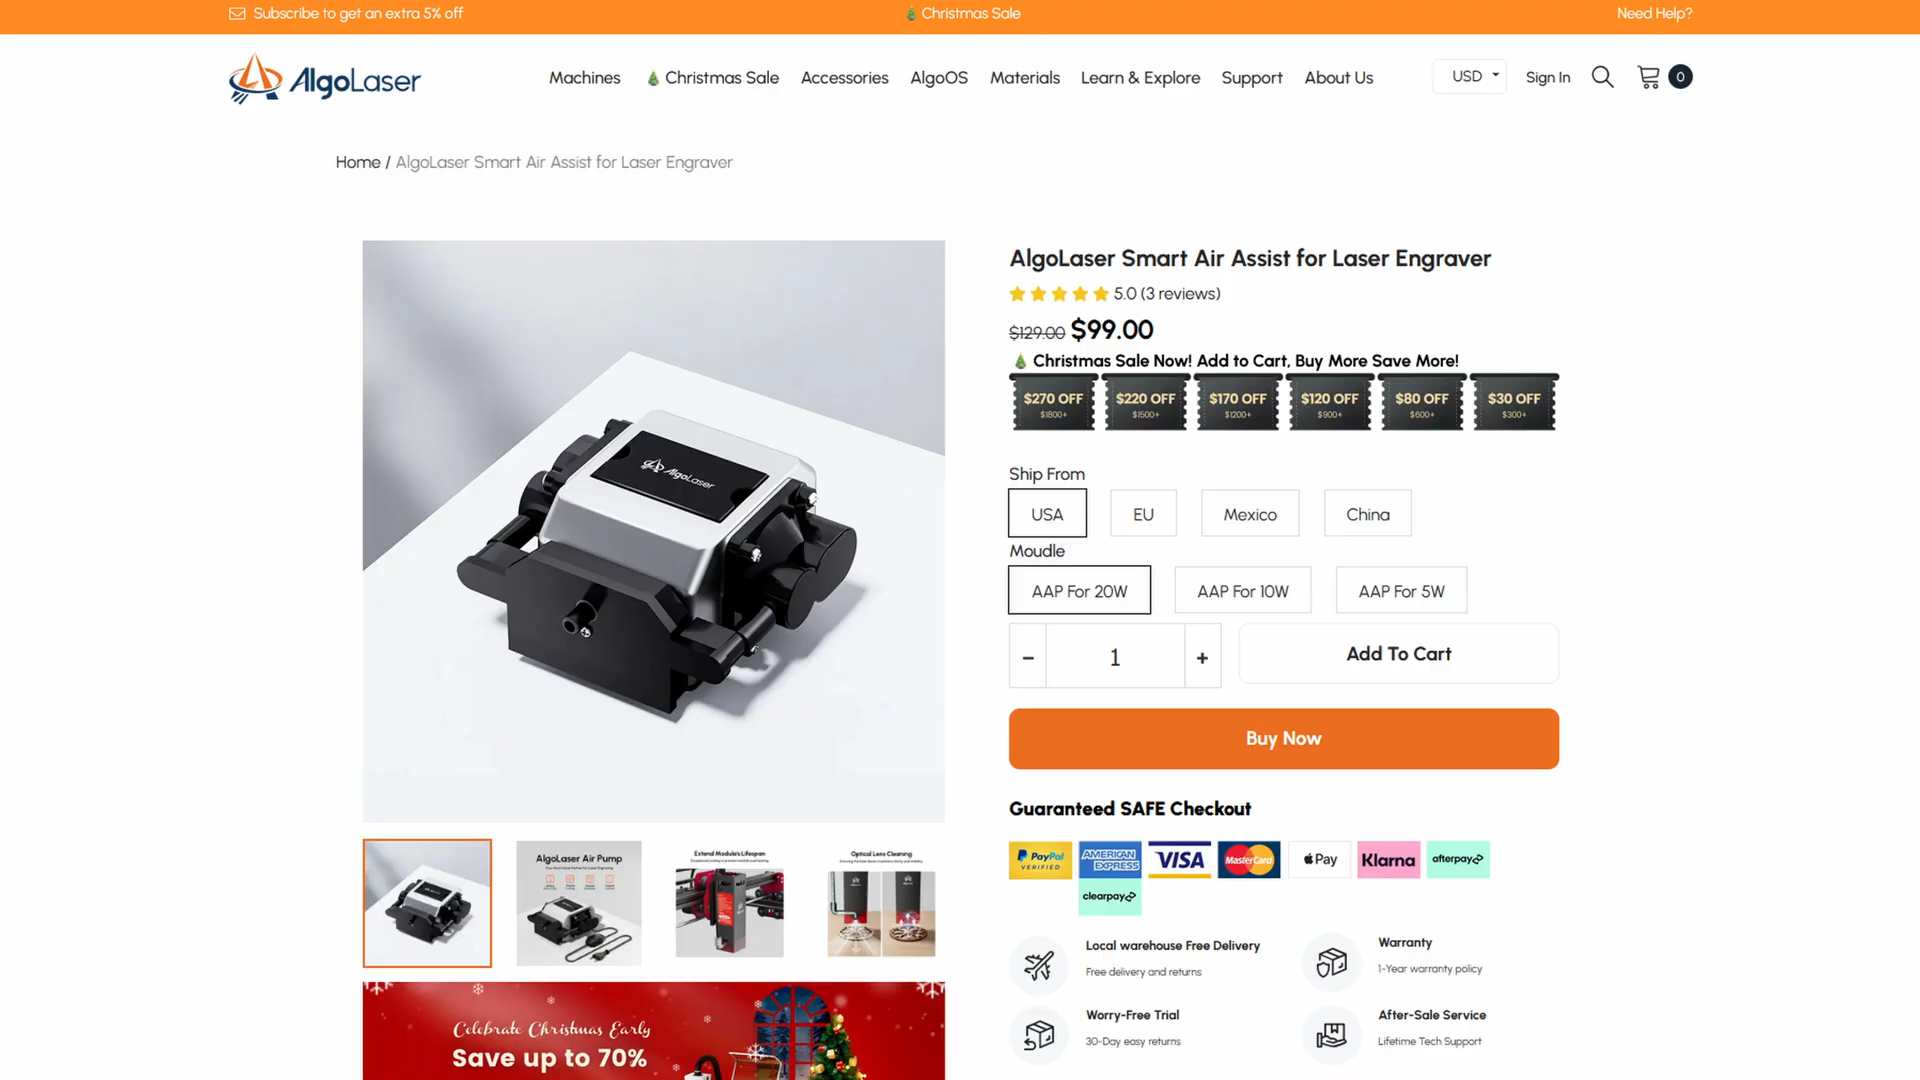 Subscribe to get an extra 5% off
🎄 Christmas Sale
Need Help?
AlgoLaser
Machines
🎄 Christmas Sale
Accessories
AlgoOS
Materials
Learn & Explore
Support
About Us
USD
Sign In
0
Home / AlgoLaser Smart Air Assist for Laser Engraver
AlgoLaser
AlgoLaser Smart Air Assist for Laser Engraver
5.0 (3 reviews)
$129.00 $99.00
🎄 Christmas Sale Now! Add to Cart, Buy More Save More!
$270 OFF
$1800+
$220 OFF
$1500+
$170 OFF
$1200+
$120 OFF
$900+
$80 OFF
$600+
$30 OFF
$300+
Ship From
USA
EU
Mexico
China
Moudle
AAP For 20W
AAP For 10W
AAP For 5W
− 1 +
Add To Cart
Buy Now
Guaranteed SAFE Checkout
PayPal
VERIFIED
AMERICAN EXPRESS
VISA
MasterCard
Pay
Klarna
afterpay
clearpay
Local warehouse Free Delivery
Free delivery and returns
Warranty
1-Year warranty policy
Worry-Free Trial
30-Day easy returns
After-Sale Service
Lifetime Tech Support
AlgoLaser Air Pump
Extend Module's Lifespan
Optical Lens Cleaning
Celebrate Christmas Early
Save up to 70%